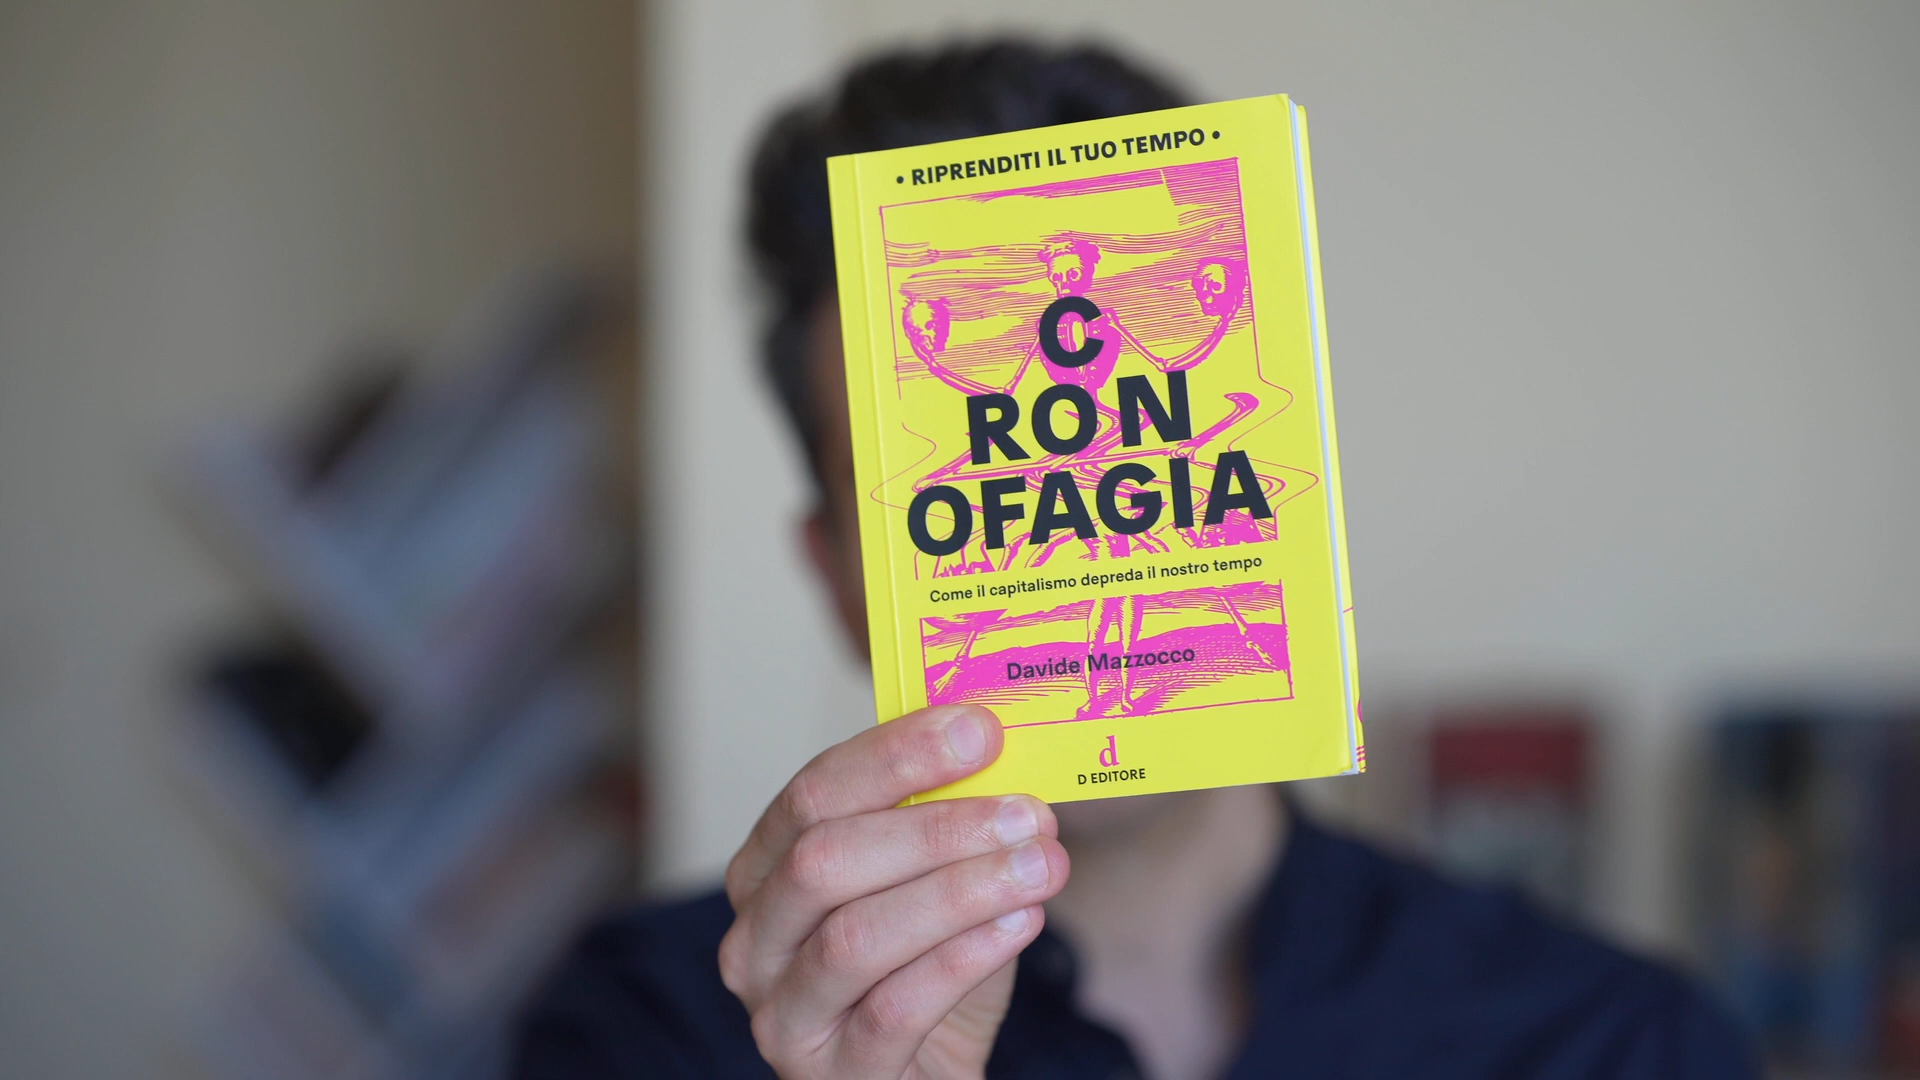 • RIPRENDITI IL TUO TEMPO •
C
RON
OFAGIA
Come il capitalismo depreda il nostro tempo
Davide Mazzocco
d
D EDITORE